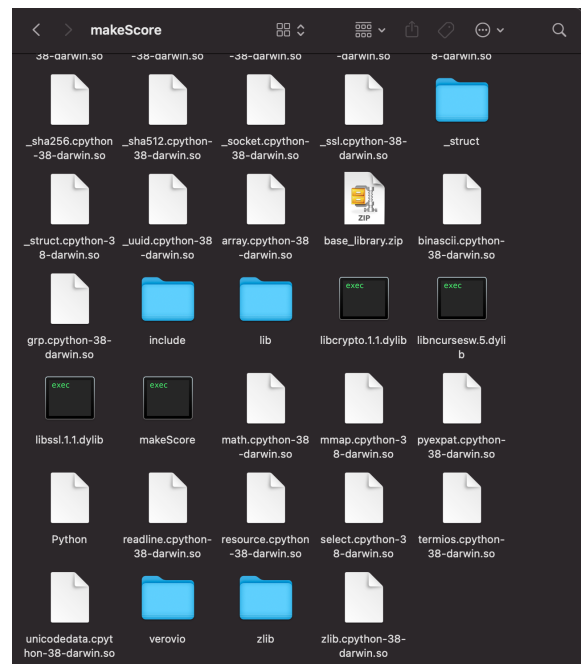 makeScore
38-darwin.so -38-darwin.so -38-darwin.so -darwin.so 8-darwin.so
_sha256.cpython _sha512.cpython- _socket.cpython- _ssl.cpython-38- _struct
-38-darwin.so 38-darwin.so 38-darwin.so darwin.so
ZIP
_struct.cpython-3 _uuid.cpython-38 array.cpython-38 base_library.zip binascii.cpython-
8-darwin.so -darwin.so -darwin.so 38-darwin.so
exec exec
grp.cpython-38- include lib libcrypto.1.1.dylib libncursesw.5.dyli
darwin.so b
exec exec
libssl.1.1.dylib makeScore math.cpython-38 mmap.cpython-3 pyexpat.cpython-
-darwin.so 8-darwin.so 38-darwin.so
Python readline.cpython- resource.cpython select.cpython-3 termios.cpython-
38-darwin.so -38-darwin.so 8-darwin.so 38-darwin.so
unicodedata.cpyt verovio zlib zlib.cpython-38-
hon-38-darwin.so darwin.so